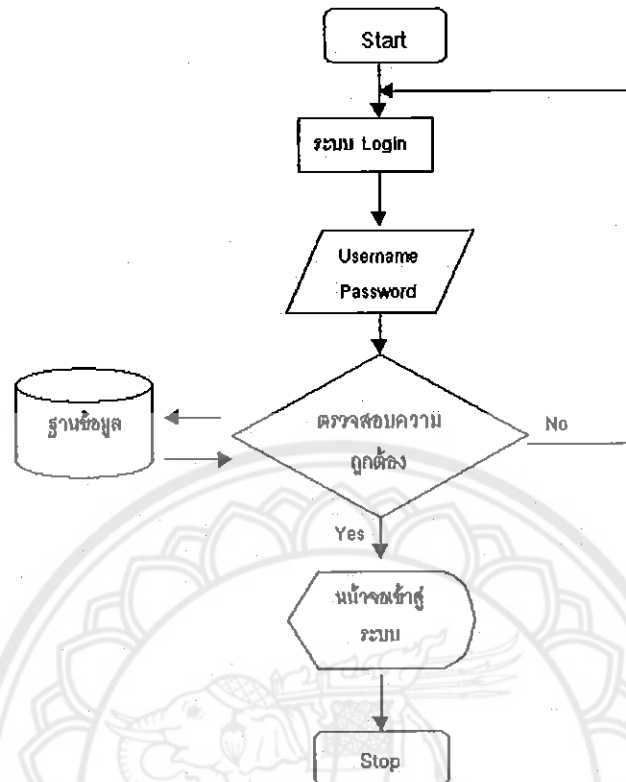 Start
ระบบ Login
Username
Password
ฐานข้อมูล
ตรวจสอบความ
ถูกต้อง
No
Yes
หน้าจอเข้าสู่
ระบบ
Stop